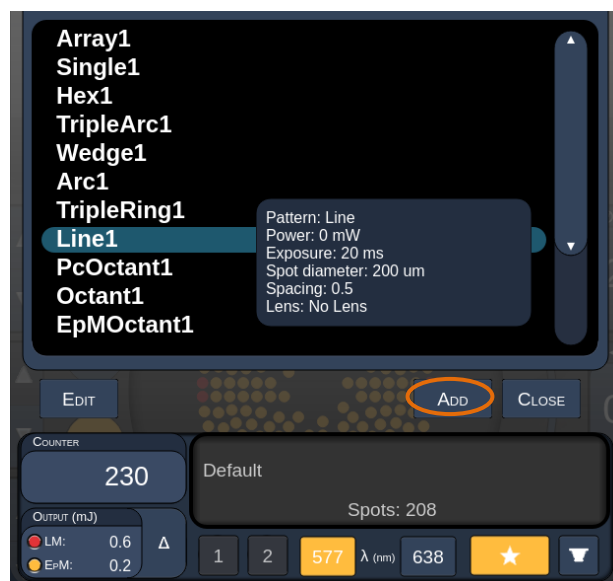 Array1
Single1
Hex1
TripleArc1
Wedge1
Arc1
TripleRing1
Line1
PcOctant1
Octant1
EpMOctant1
Pattern: Line
Power: 0 mW
Exposure: 20 ms
Spot diameter: 200 um
Spacing: 0.5
Lens: No Lens
EDIT
ADD
CLOSE
COUNTER
230
Default
Spots: 208
OUTPUT (mJ)
LM: 0.6
EPM: 0.2
Δ
1 2 577 λ (nm) 638